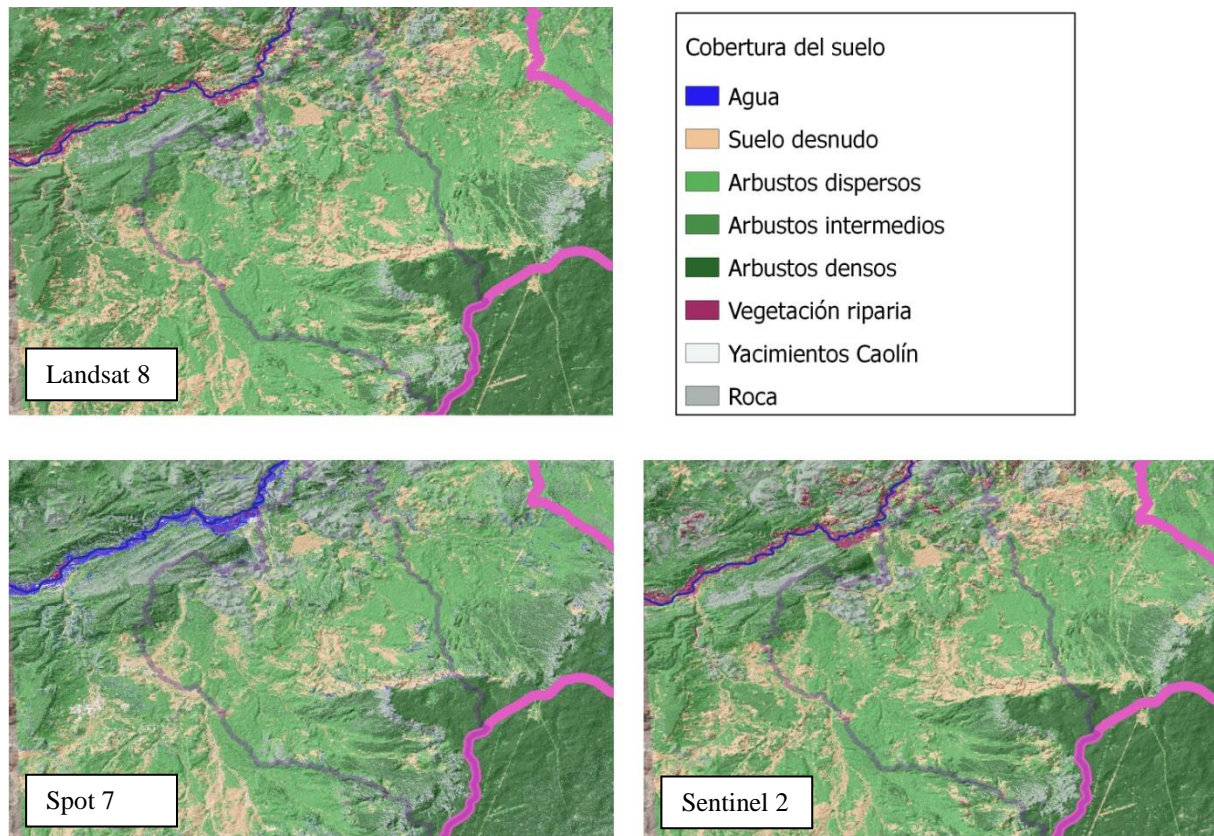 Landsat 8
Cobertura del suelo
Agua
Suelo desnudo
Arbustos dispersos
Arbustos intermedios
Arbustos densos
Vegetación riparia
Yacimientos Caolín
Roca
Spot 7
Sentinel 2